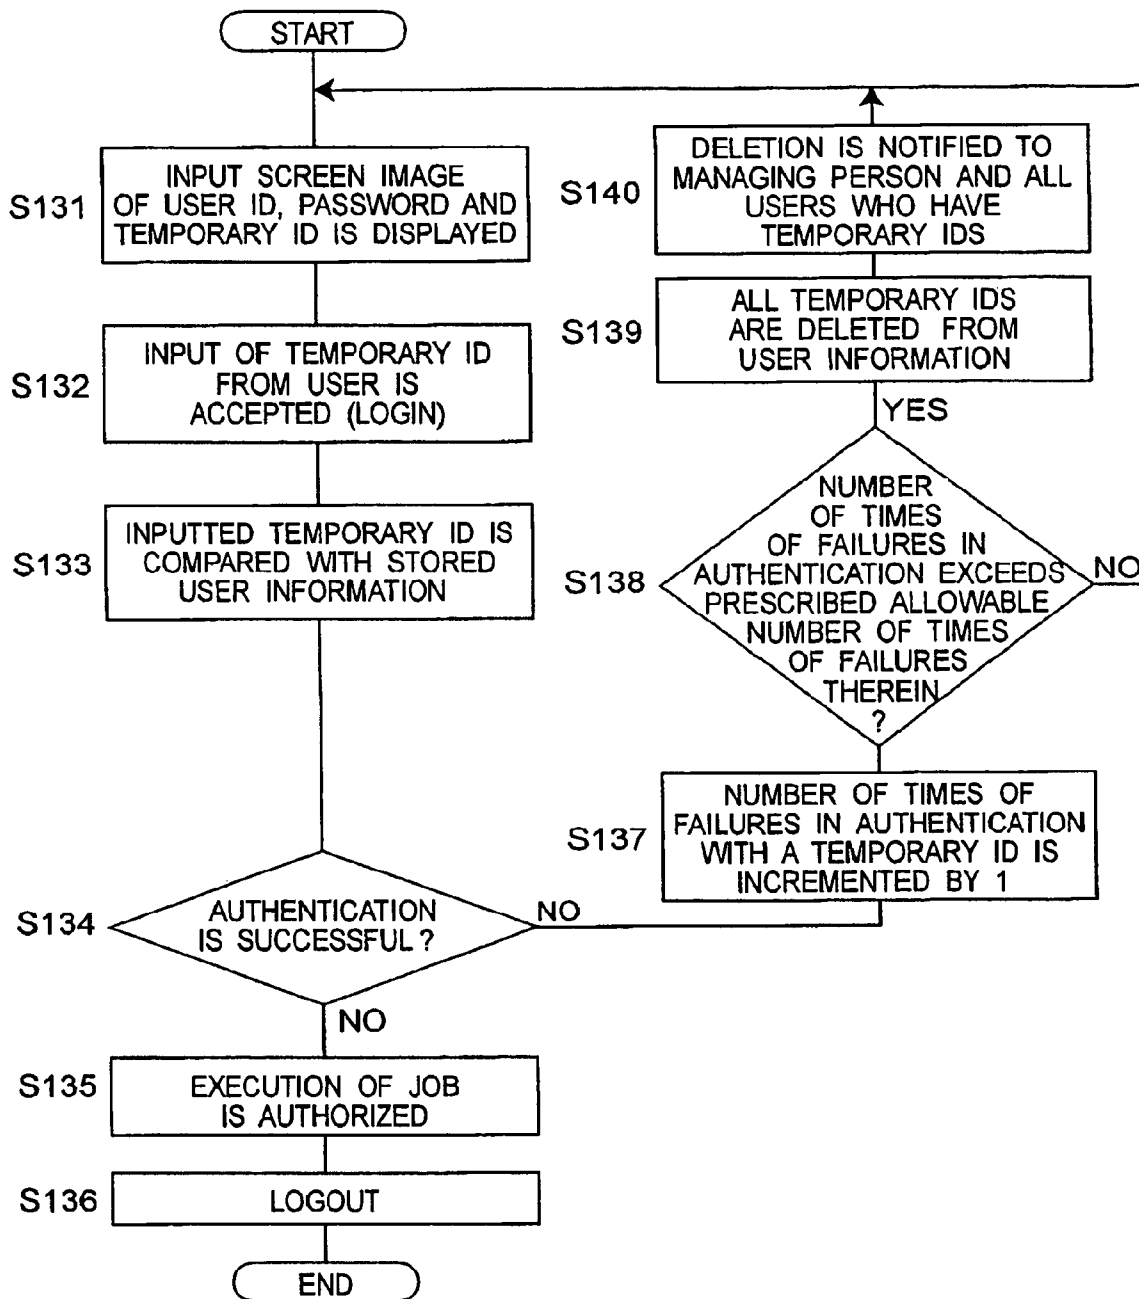 START
S131
INPUT SCREEN IMAGE
OF USER ID, PASSWORD AND
TEMPORARY ID IS DISPLAYED
S132
INPUT OF TEMPORARY ID
FROM USER IS
ACCEPTED (LOGIN)
S133
INPUTTED TEMPORARY ID IS
COMPARED WITH STORED
USER INFORMATION
S134
AUTHENTICATION
IS SUCCESSFUL?
NO
NO
S135
EXECUTION OF JOB
IS AUTHORIZED
S136
LOGOUT
END
S140
DELETION IS NOTIFIED TO
MANAGING PERSON AND ALL
USERS WHO HAVE
TEMPORARY IDS
S139
ALL TEMPORARY IDS
ARE DELETED FROM
USER INFORMATION
YES
S138
NUMBER
OF TIMES
OF FAILURES IN
AUTHENTICATION EXCEEDS
PRESCRIBED ALLOWABLE
NUMBER OF TIMES
OF FAILURES
THEREIN
?
NO
S137
NUMBER OF TIMES OF
FAILURES IN AUTHENTICATION
WITH A TEMPORARY ID IS
INCREMENTED BY 1